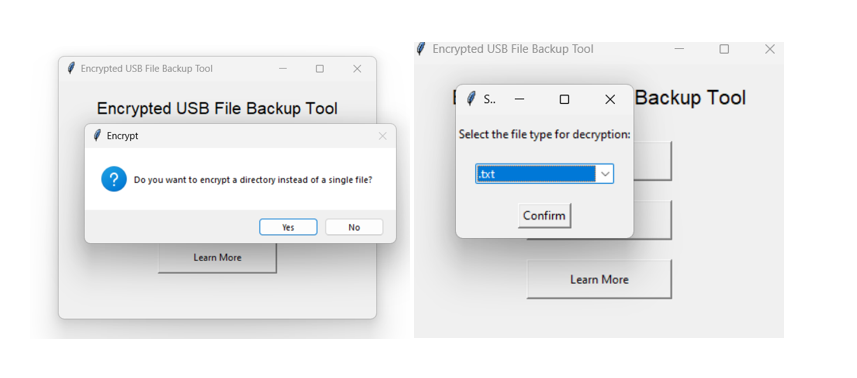 Encrypted USB File Backup Tool
Encrypted USB File Backup Tool
Encrypt
Do you want to encrypt a directory instead of a single file?
Yes
No
Learn More
Encrypted USB File Backup Tool
Backup Tool
S..
Select the file type for decryption:
.txt
Confirm
Learn More